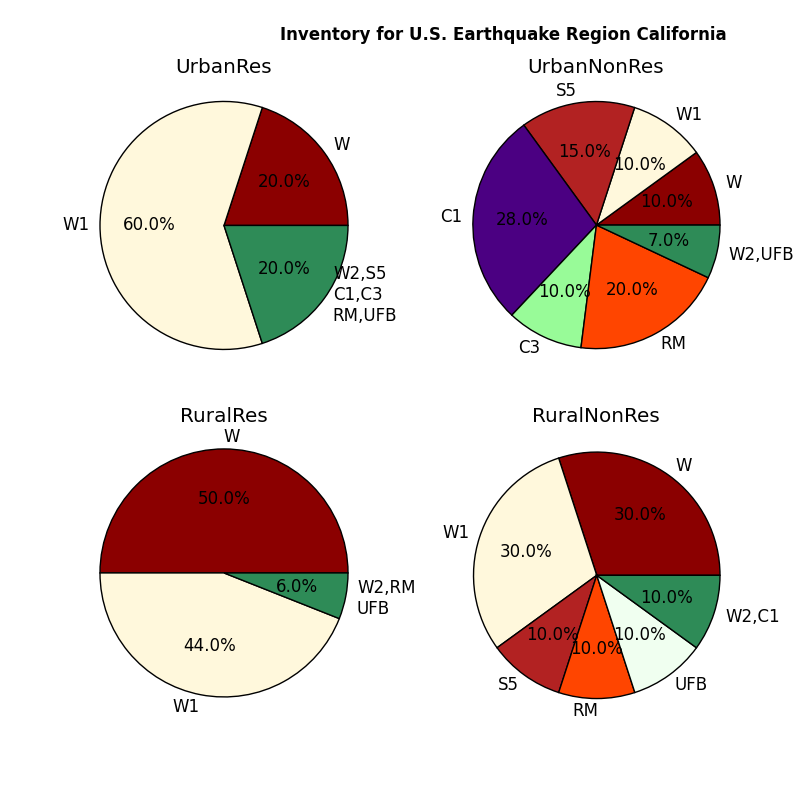 Inventory for U.S. Earthquake Region California
UrbanRes
W
20.0%
W1
60.0%
20.0%
W2,S5
C1,C3
RM,UFB
UrbanNonRes
S5
W1
15.0%
10.0%
W
10.0%
C1
28.0%
7.0%
W2,UFB
10.0%
20.0%
C3
RM
RuralRes
W
50.0%
6.0%
W2,RM
UFB
44.0%
W1
RuralNonRes
W
30.0%
W1
30.0%
10.0%
W2,C1
10.0%
10.0%
10.0%
S5
UFB
RM